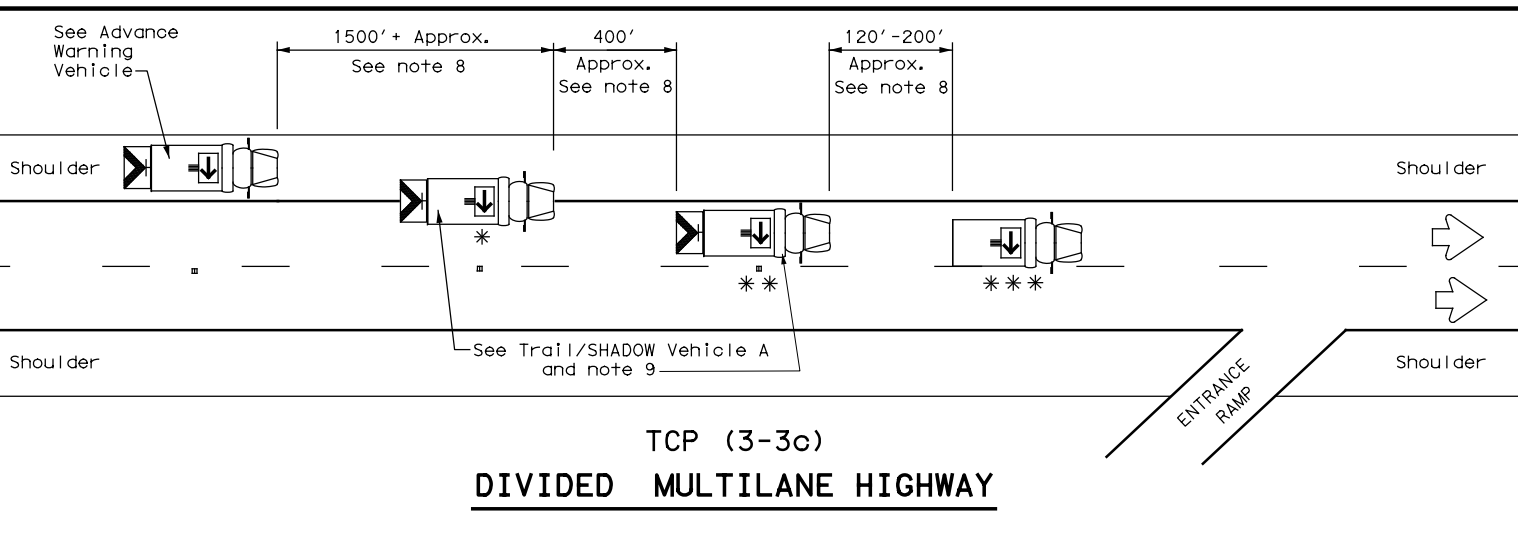 See Advance
Warning
Vehicle
1500'+ Approx.
See note 8
400'
Approx.
See note 8
120'-200'
Approx.
See note 8
Shoulder
Shoulder
*
* *
* * *
See Trail/SHADOW Vehicle A
and note 9
Shoulder
Shoulder
ENTRANCE
RAMP
TCP (3-3c)
DIVIDED MULTILANE HIGHWAY